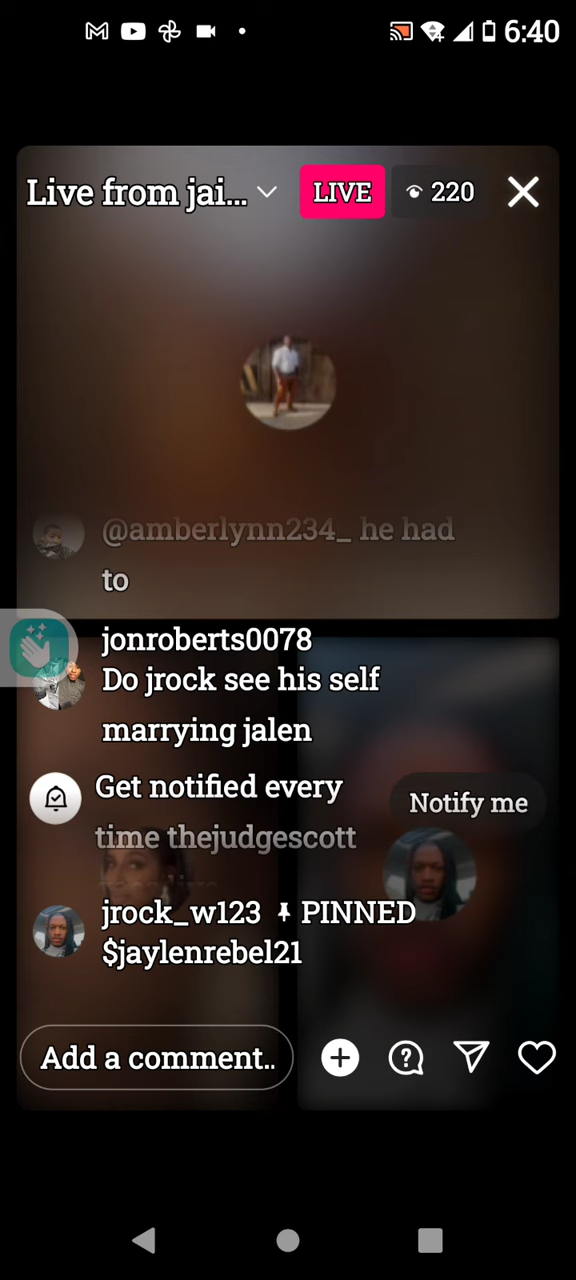 6:40
Live from jai...
LIVE
220
@amberlynn234_ he had
to
jonroberts0078
Do jrock see his self
marrying jalen
Get notified every
time thejudgescott
Notify me
jrock_w123 PINNED
$jaylenrebel21
Add a comment..